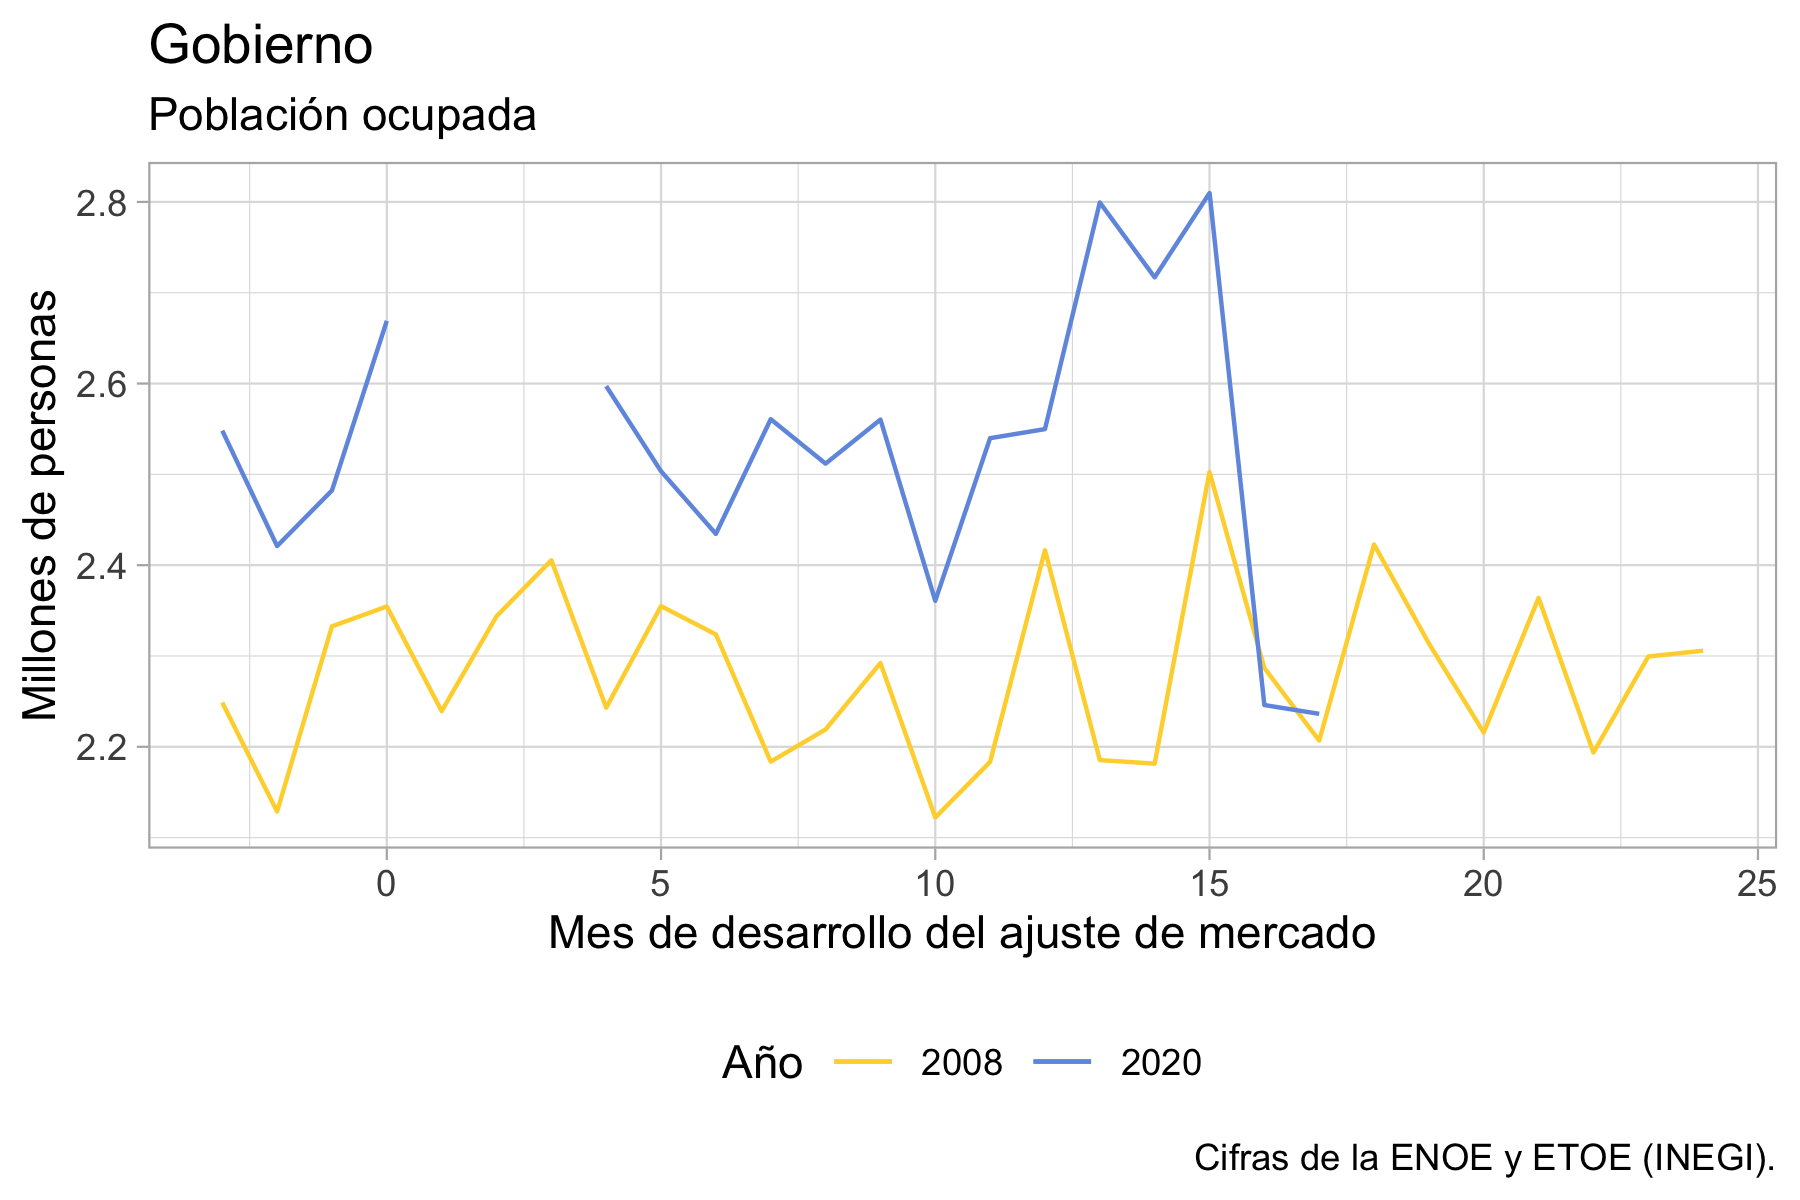 Gobierno
Población ocupada
Millones de personas
2.8
2.6
2.4
2.2
0 5 10 15 20 25
Mes de desarrollo del ajuste de mercado
Año 2008 2020
Cifras de la ENOE y ETOE (INEGI).